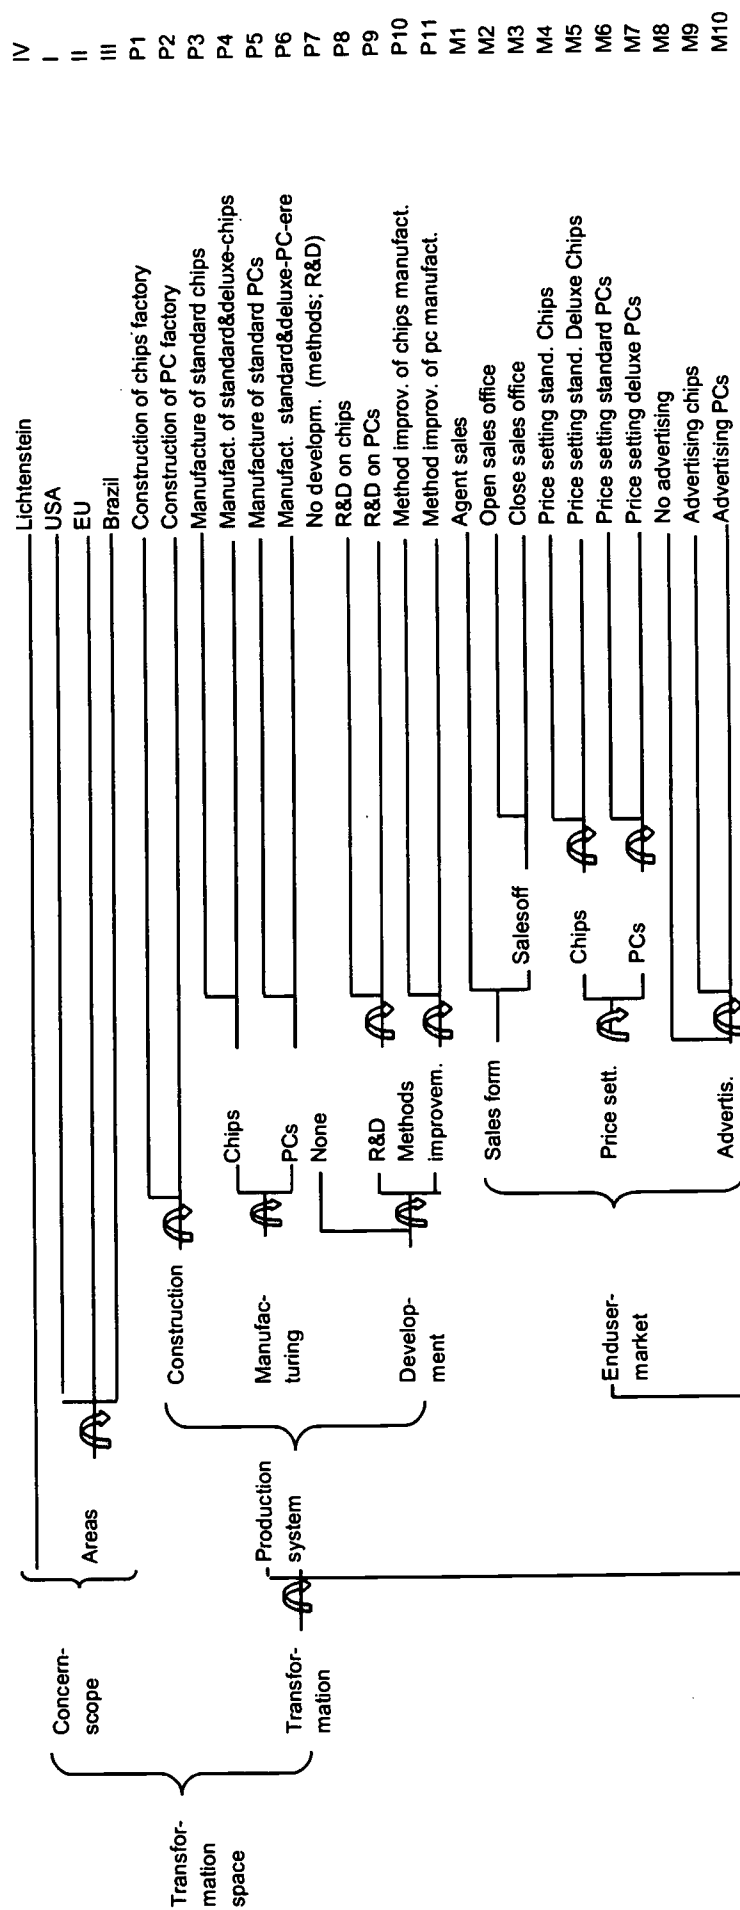 Transfor-
mation
space
Concern-
scope
Transfor-
mation
Areas
Production
system
Construction
Manufac-
turing
Develop-
ment
Enduser-
market
Chips
PCs
None
R&D
Methods
improvem.
Sales form
Price sett.
Advertis.
Salesoff
Chips
PCs
Lichtenstein IV
USA I
EU II
Brazil III
Construction of chips factory P1
Construction of PC factory P2
Manufacture of standard chips P3
Manufact. of standard&deluxe-chips P4
Manufacture of standard PCs P5
Manufact. standard&deluxe-PC-ere P6
No developm. (methods; R&D) P7
R&D on chips P8
R&D on PCs P9
Method improv. of chips manufact. P10
Method improv. of pc manufact. P11
Agent sales M1
Open sales office M2
Close sales office M3
Price setting stand. Chips M4
Price setting stand. Deluxe Chips M5
Price setting standard PCs M6
Price setting deluxe PCs M7
No advertising M8
Advertising chips M9
Advertising PCs M10